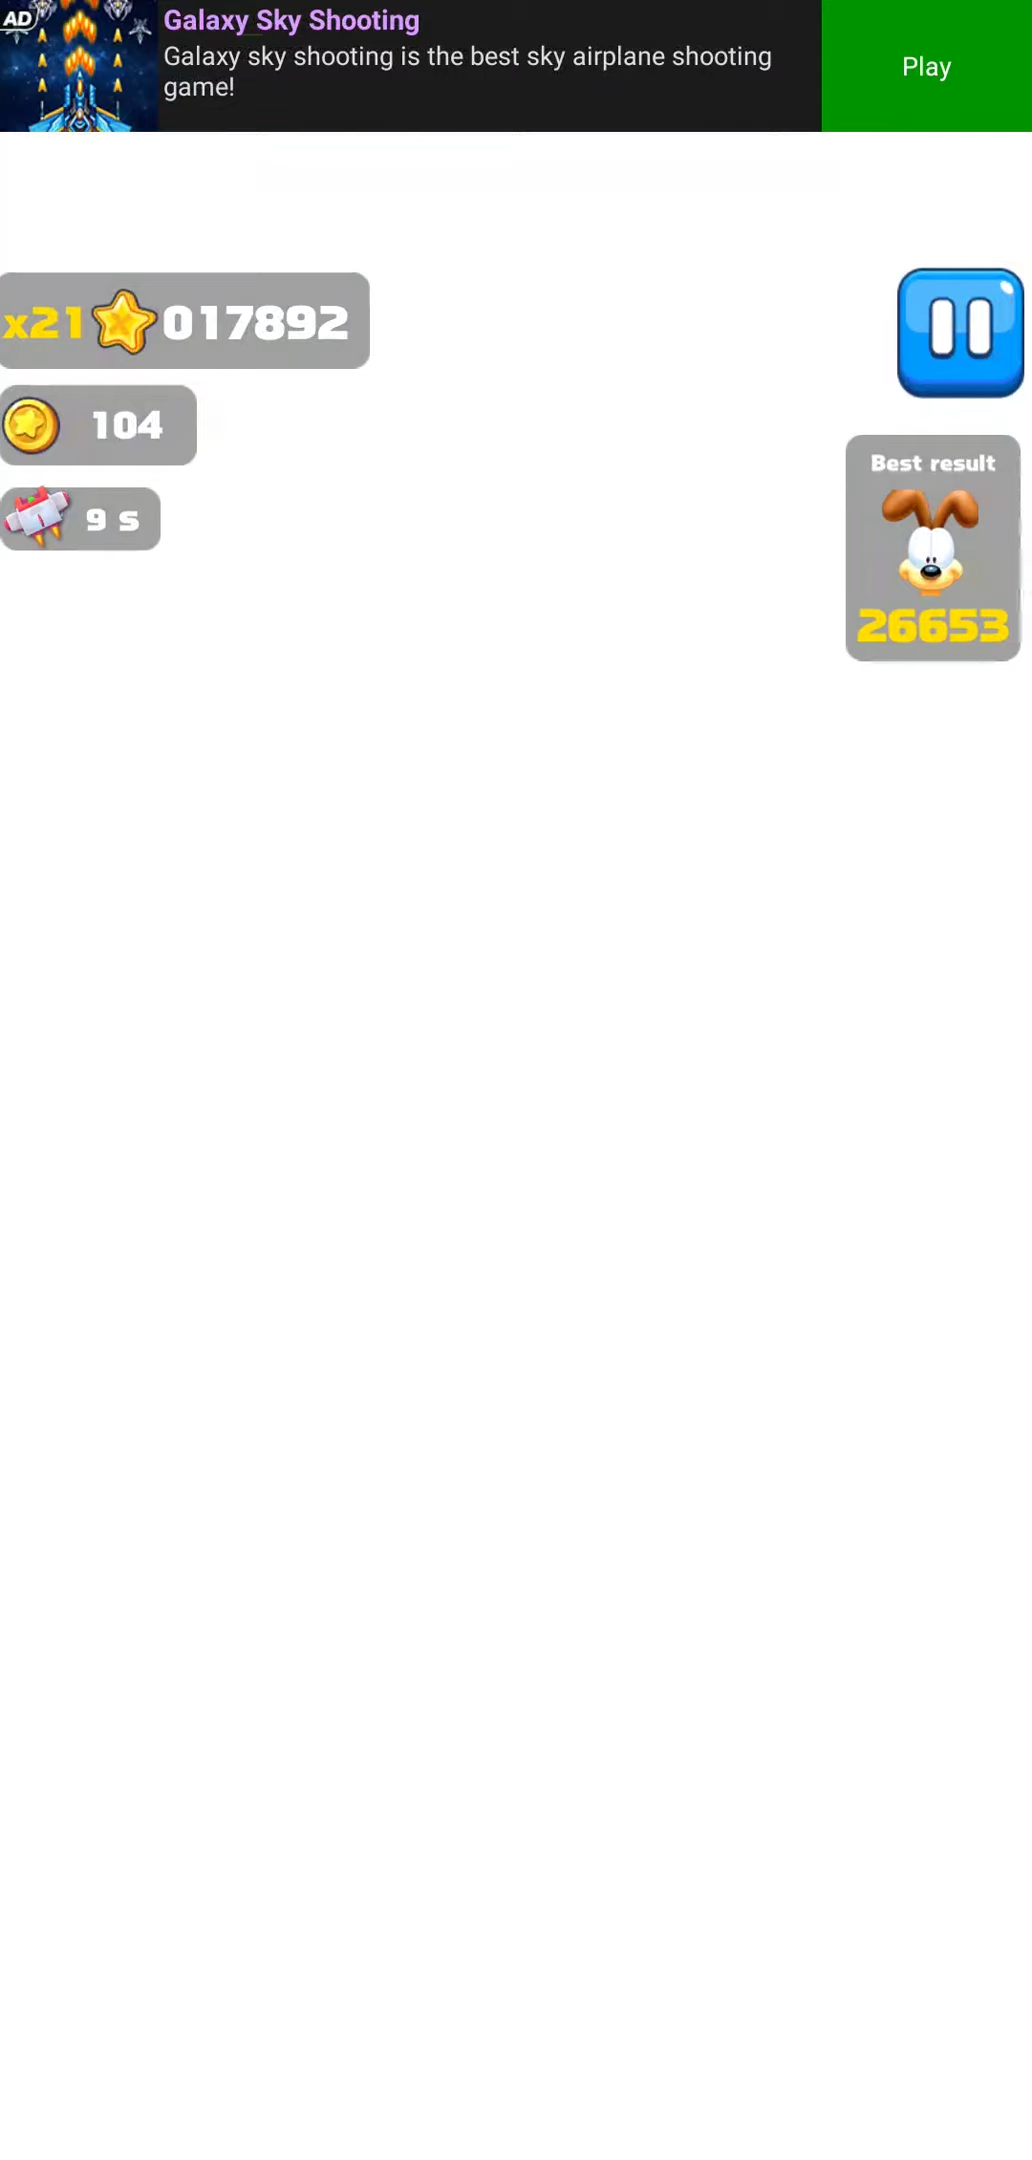 AD
Galaxy Sky Shooting
Galaxy sky shooting is the best sky airplane shooting
game!
Play
x21 017892
104
9 s
Best result
26653